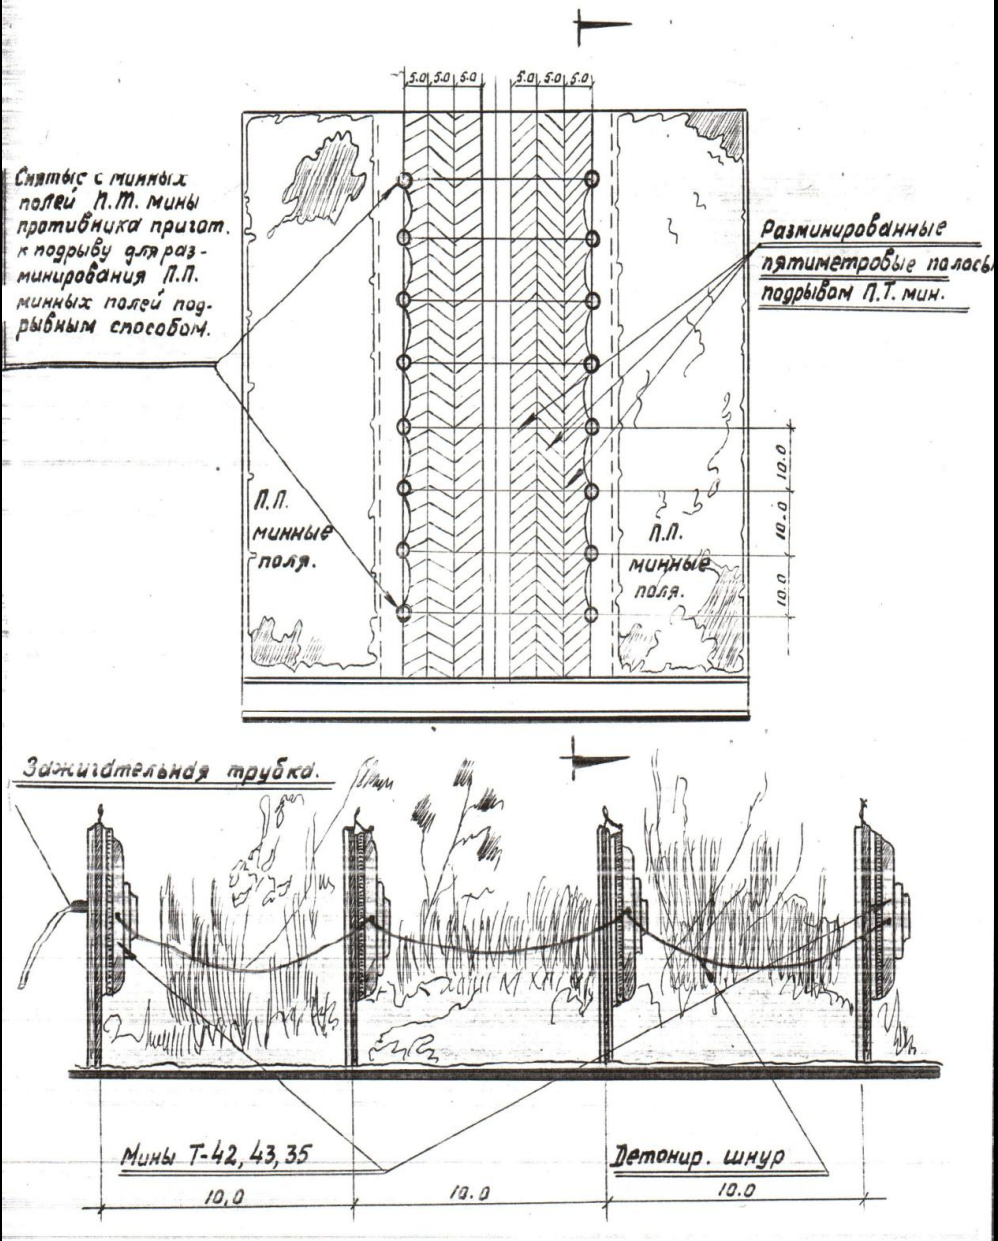 5.0 5.0 5.0 5.0 5.0 5.0
Снятые с минных
полей П.Т. мины
противника пригот.
к подрыву для раз-
минирования П.П.
минных полей под-
рывным способом.
Разминированные
пятиметровые полосы
подрывом П.Т. мин.
10.0
10.0
10.0
П.П.
минные
поля.
П.П.
минные
поля.
Зажигательная трубка.
Мины Т-42, 43, 35
Детонир. шнур
10.0 10.0 10.0